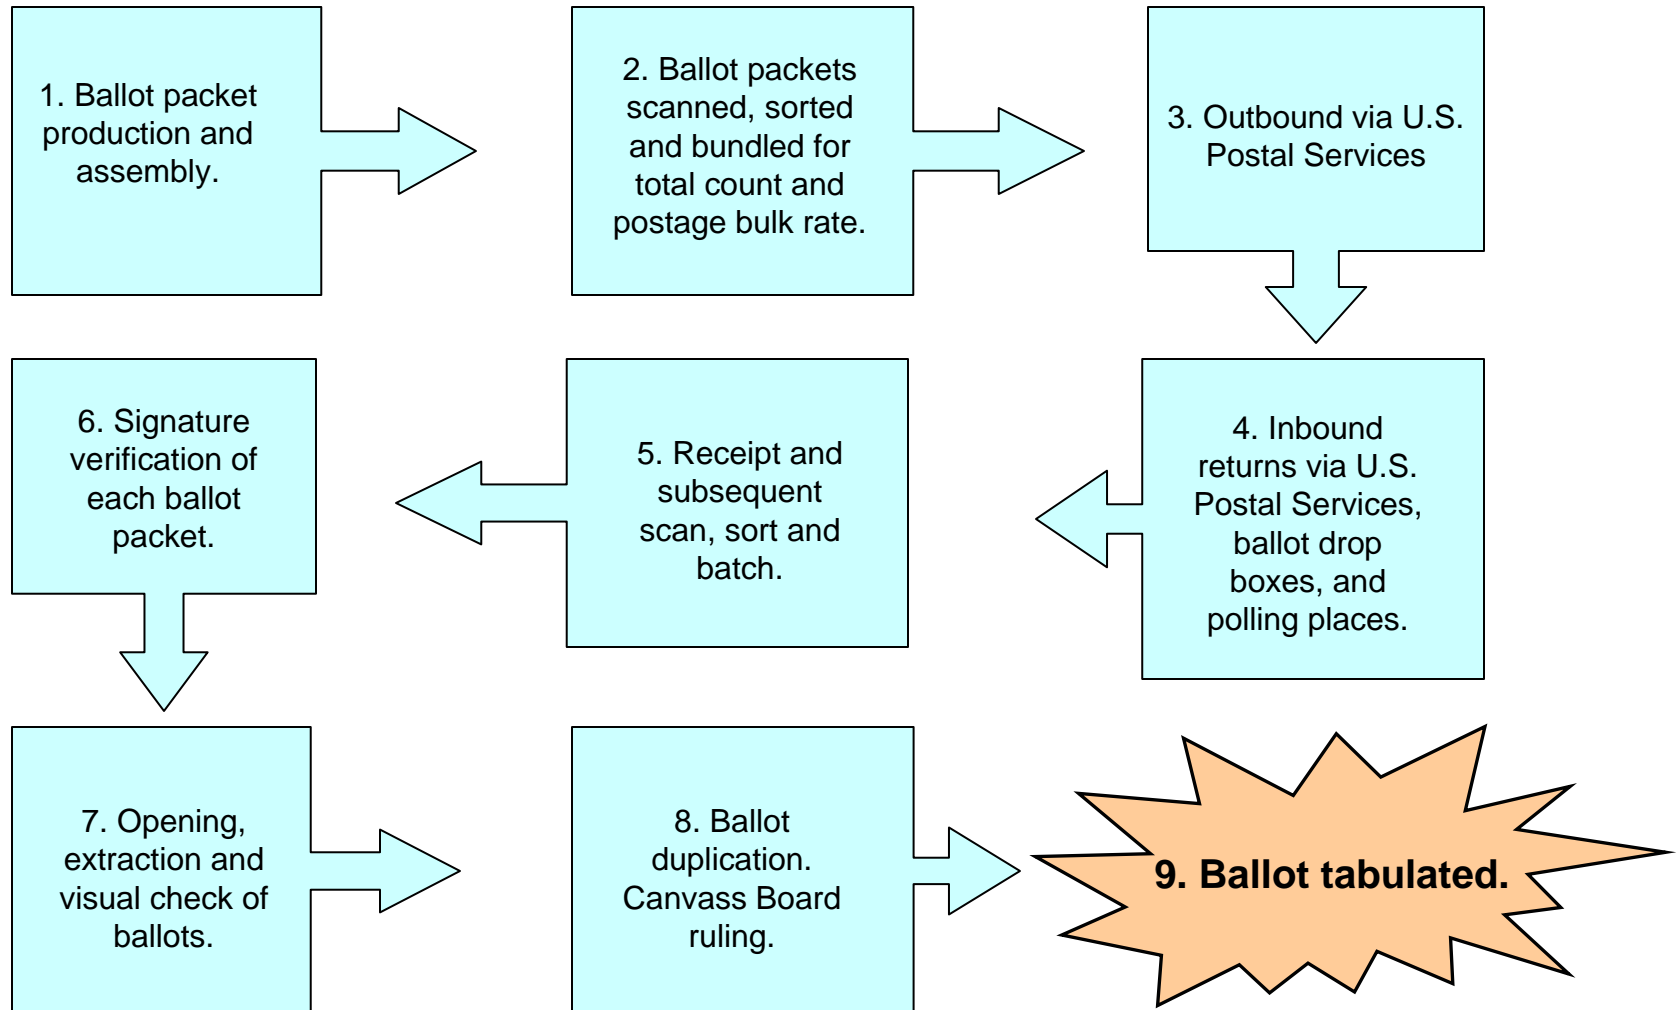 1. Ballot packet
production and
assembly.
2. Ballot packets
scanned, sorted
and bundled for
total count and
postage bulk rate.
3. Outbound via U.S.
Postal Services
4. Inbound
returns via U.S.
Postal Services,
ballot drop
boxes, and
polling places.
5. Receipt and
subsequent
scan, sort and
batch.
6. Signature
verification of
each ballot
packet.
7. Opening,
extraction and
visual check of
ballots.
8. Ballot
duplication.
Canvass Board
ruling.
9. Ballot tabulated.